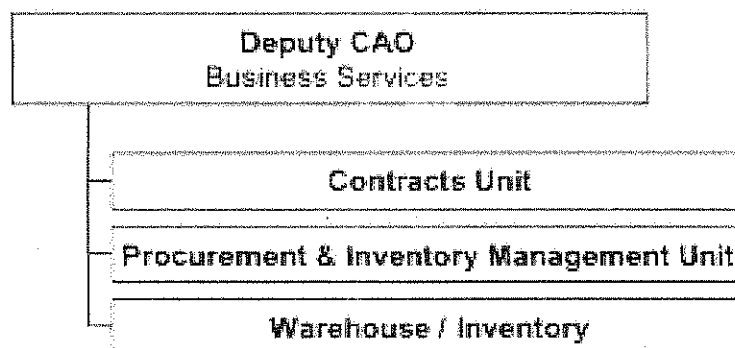 Deputy CAO
Business Services
Contracts Unit
Procurement & Inventory Management Unit
Warehouse / Inventory